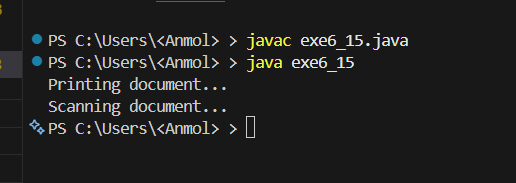 PS C:\Users\<Anmol> > javac exe6_15.java
PS C:\Users\<Anmol> > java exe6_15
Printing document...
Scanning document...
PS C:\Users\<Anmol> >